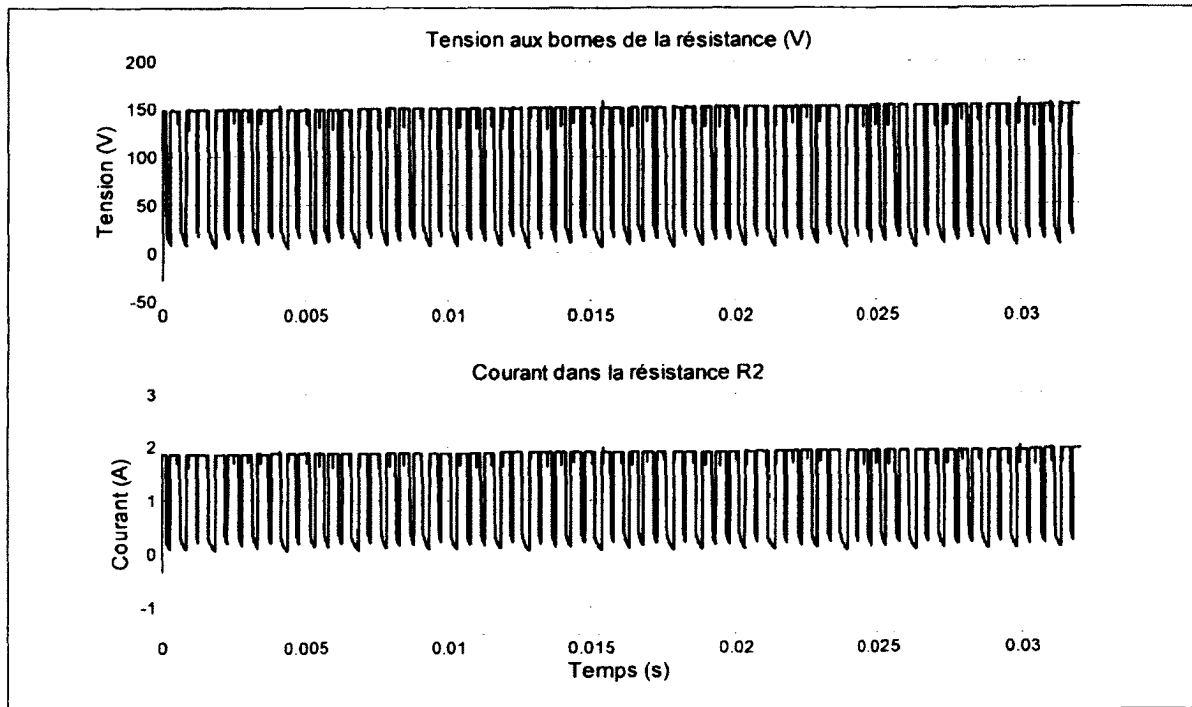 Tension aux bornes de la résistance (V)
200
150
100
50
0
-50
Tension (V)
0 0.005 0.01 0.015 0.02 0.025 0.03
Courant dans la résistance R2
3
2
1
0
-1
Courant (A)
0 0.005 0.01 0.015 0.02 0.025 0.03
Temps (s)